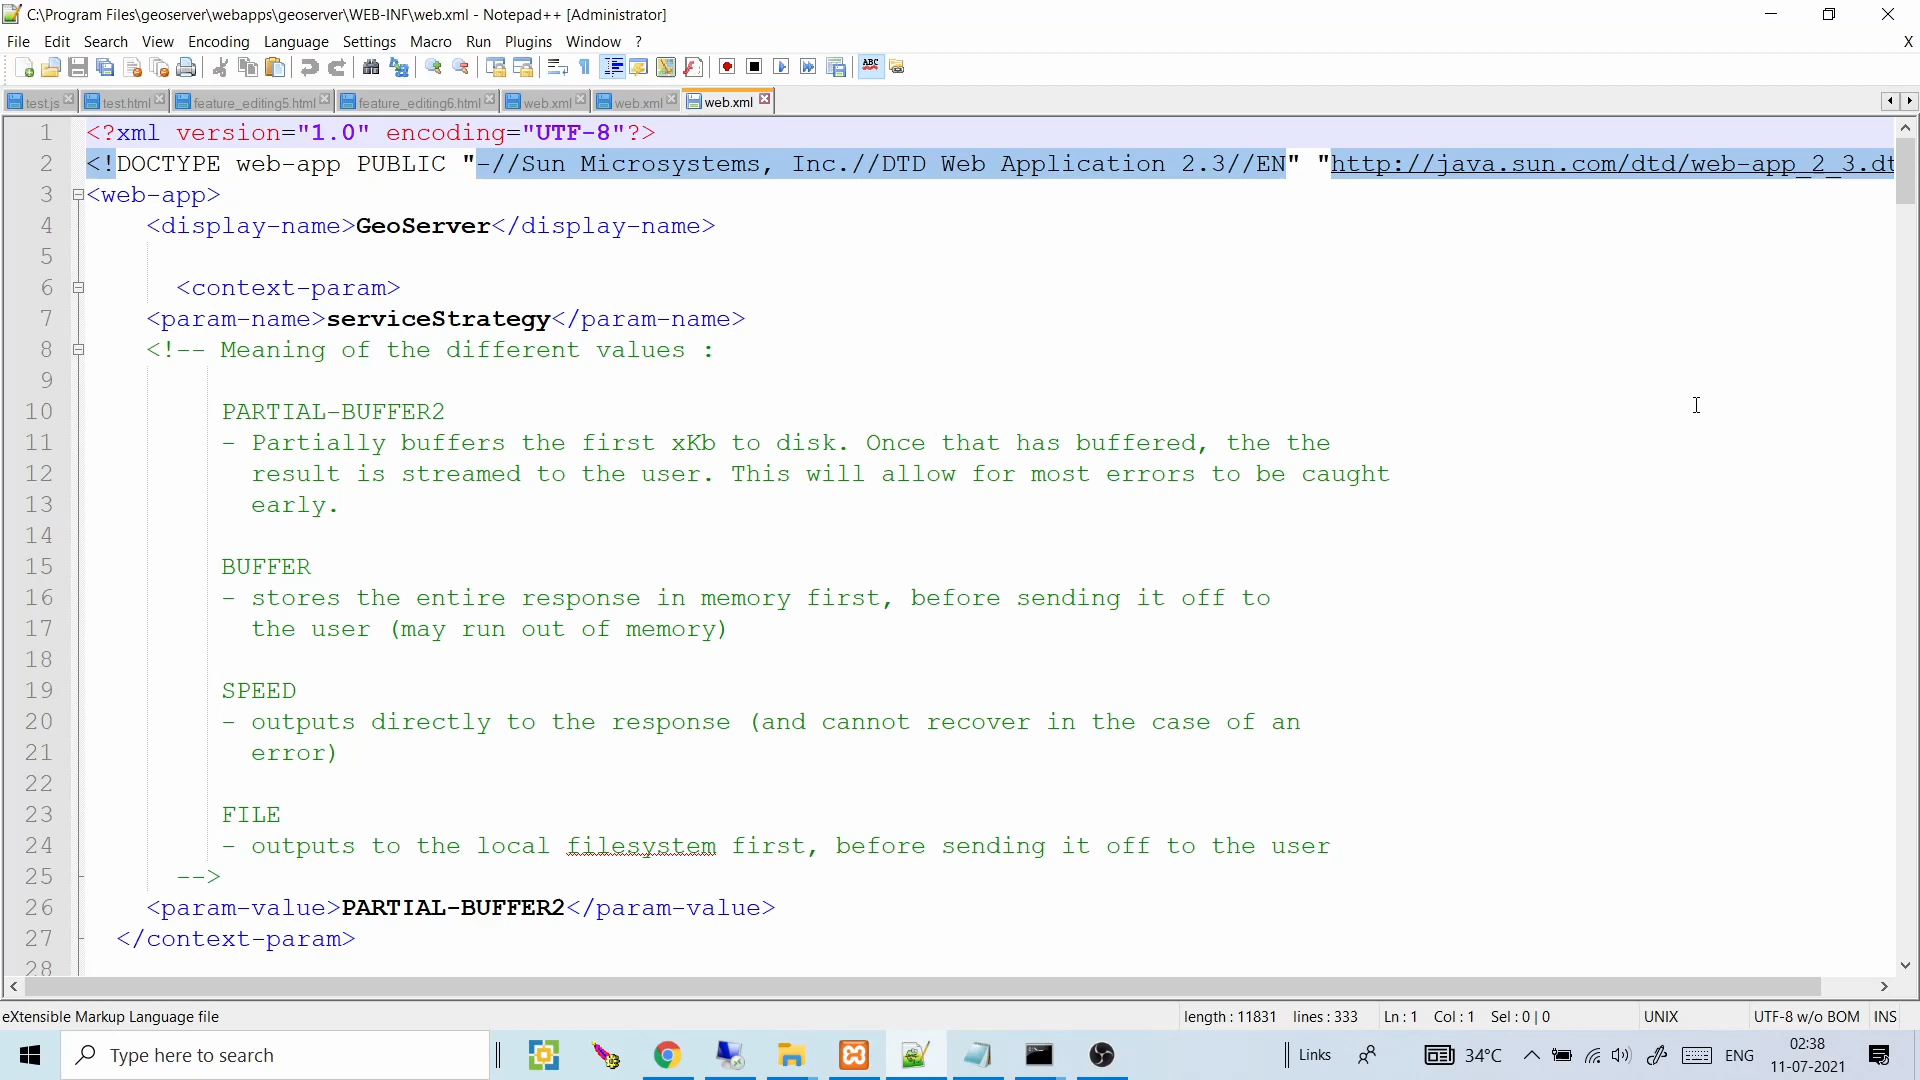 C:\Program Files\geoserver\webapps\geoserver\WEB-INF\web.xml - Notepad++ [Administrator]
File Edit Search View Encoding Language Settings Macro Run Plugins Window ? X
ABC
test.js test.html feature_editing5.html feature_editing6.html web.xml web.xml web.xml
1 <?xml version="1.0" encoding="UTF-8"?>
2 <!DOCTYPE web-app PUBLIC "-//Sun Microsystems, Inc.//DTD Web Application 2.3//EN" "http://java.sun.com/dtd/web-app_2_3.dt
3 <web-app>
4 <display-name>GeoServer</display-name>
5
6 <context-param>
7 <param-name>serviceStrategy</param-name>
8 <!-- Meaning of the different values :
9
10 PARTIAL-BUFFER2
11 - Partially buffers the first xKb to disk. Once that has buffered, the the
12 result is streamed to the user. This will allow for most errors to be caught
13 early.
14
15 BUFFER
16 - stores the entire response in memory first, before sending it off to
17 the user (may run out of memory)
18
19 SPEED
20 - outputs directly to the response (and cannot recover in the case of an
21 error)
22
23 FILE
24 - outputs to the local filesystem first, before sending it off to the user
25 -->
26 <param-value>PARTIAL-BUFFER2</param-value>
27 </context-param>
28
eXtensible Markup Language file length : 11831 lines : 333 Ln : 1 Col : 1 Sel : 0 | 0 UNIX UTF-8 w/o BOM INS
Type here to search Links 34°C ENG 02:38
11-07-2021